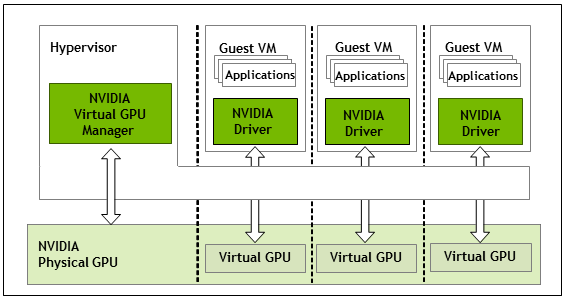 Hypervisor
NVIDIA
Virtual GPU
Manager
Guest VM
Applications
NVIDIA
Driver
Guest VM
Applications
NVIDIA
Driver
Guest VM
Applications
NVIDIA
Driver
NVIDIA
Physical GPU
Virtual GPU
Virtual GPU
Virtual GPU